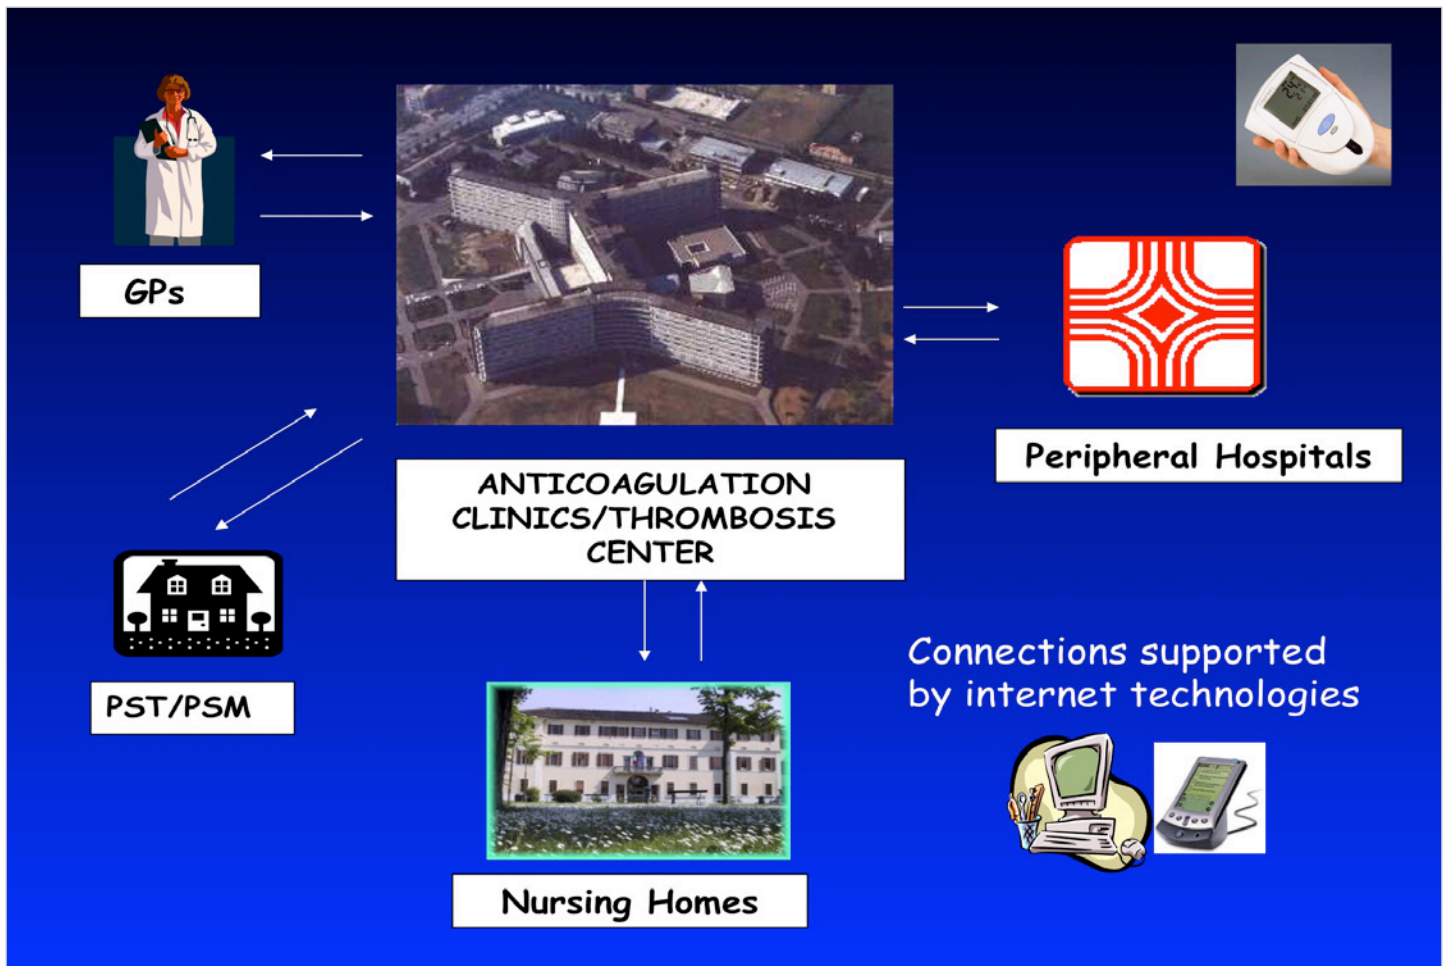 GPs
ANTICOAGULATION
CLINICS/THROMBOSIS
CENTER
Peripheral Hospitals
PST/PSM
Connections supported
by internet technologies
Nursing Homes